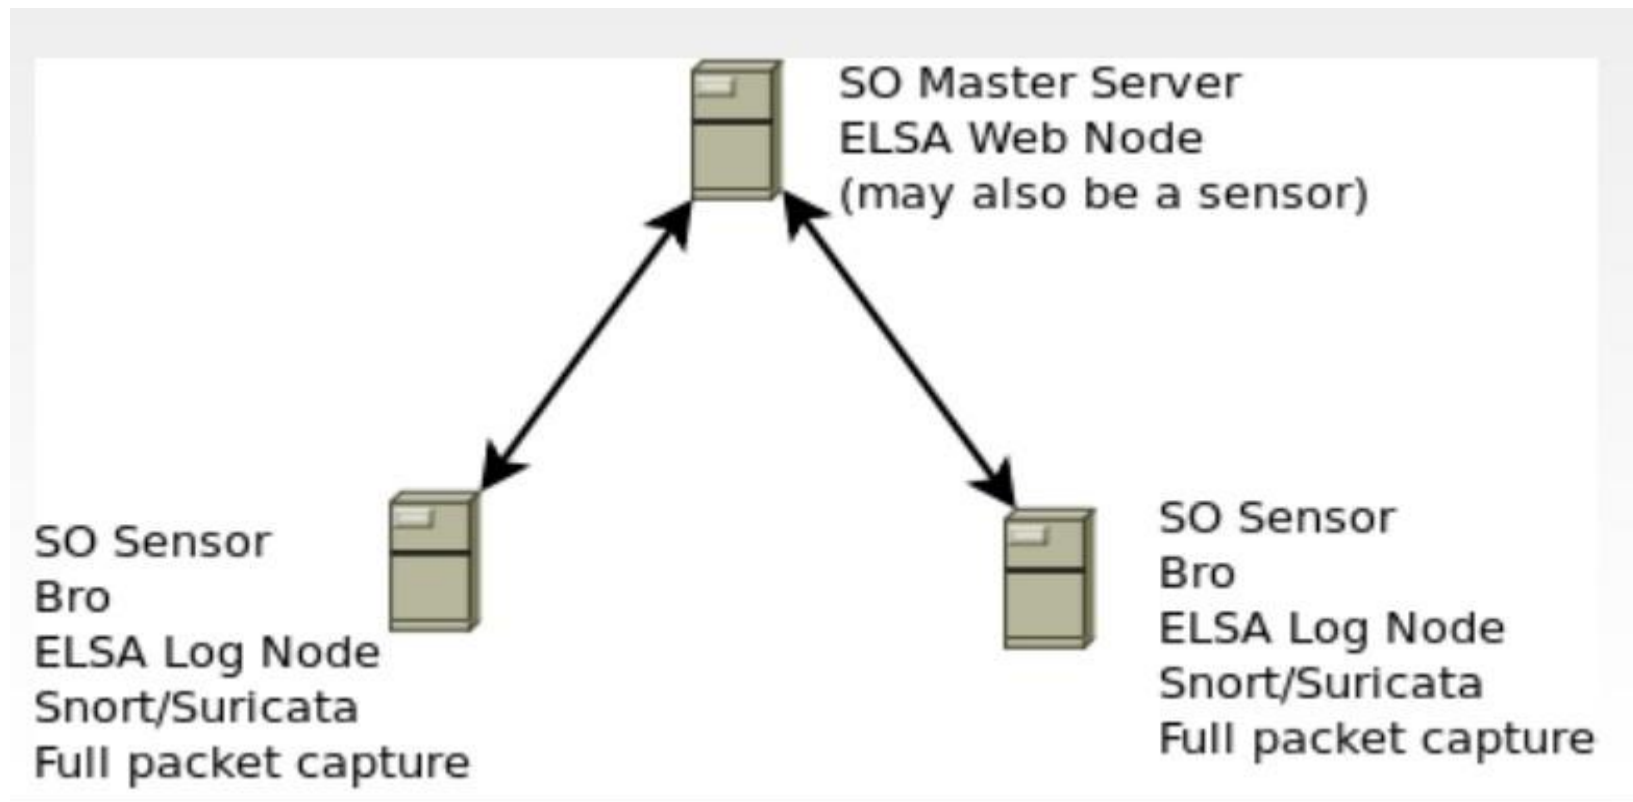 SO Master Server
ELSA Web Node
(may also be a sensor)
SO Sensor
Bro
ELSA Log Node
Snort/Suricata
Full packet capture
SO Sensor
Bro
ELSA Log Node
Snort/Suricata
Full packet capture